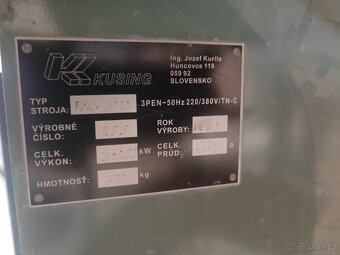 KUSING
Ing. Jozef Kurila
Huncovce 119
059 92
SLOVENSKO
TYP STROJA: 3PEN~50Hz 220/380V/TN-C
VÝROBNÉ ČÍSLO:
ROK VÝROBY:
CELK. VÝKON: kW
CELK. PRÚD: A
HMOTNOSŤ: kg